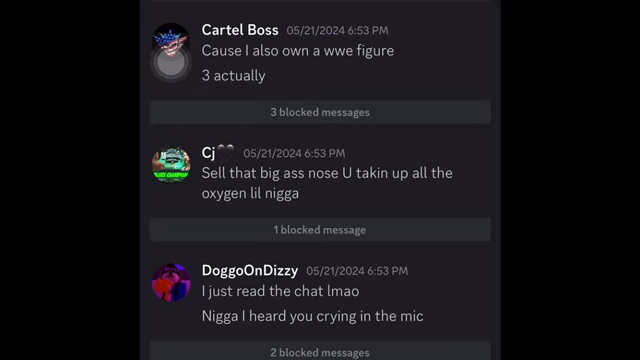 Cartel Boss 05/21/2024 6:53 PM
Cause I also own a wwe figure
3 actually
3 blocked messages
Cj🖤 05/21/2024 6:53 PM
Sell that big ass nose U takin up all the
oxygen lil nigga
1 blocked message
DoggoOnDizzy 05/21/2024 6:53 PM
I just read the chat lmao
Nigga I heard you crying in the mic
2 blocked messages